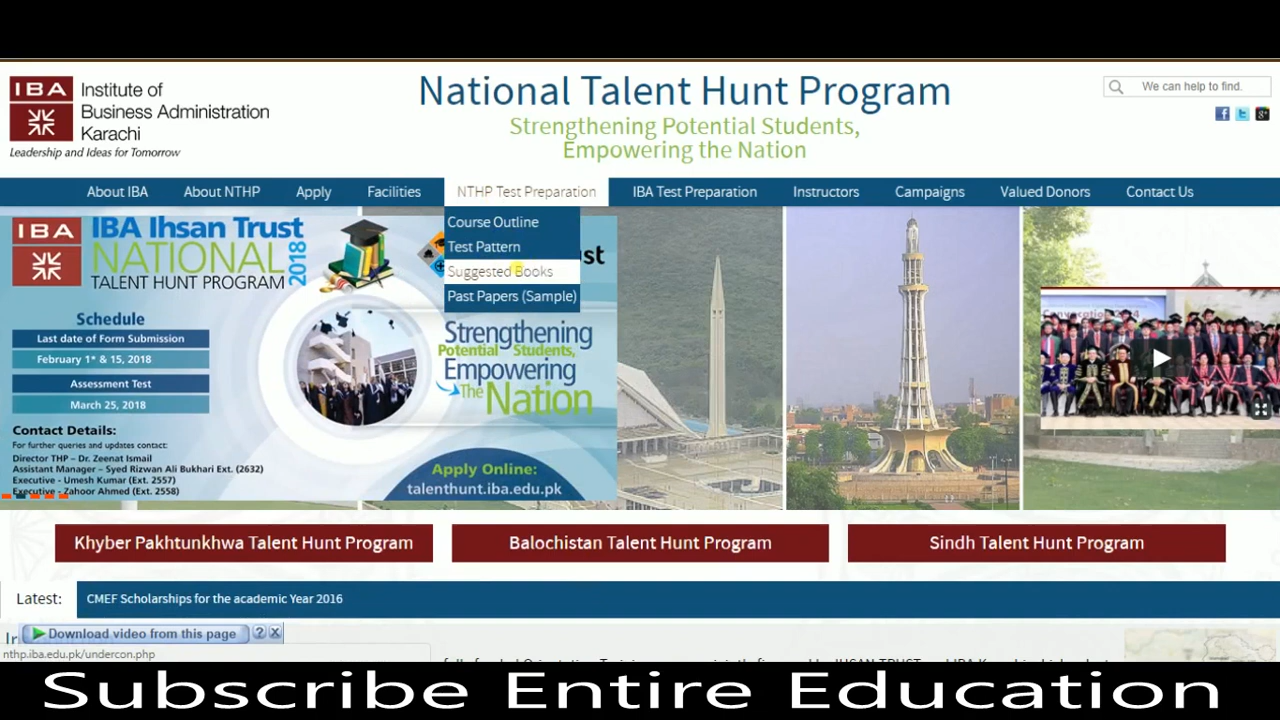 IBA
Institute of
Business Administration
Karachi
Leadership and Ideas for Tomorrow
National Talent Hunt Program
Strengthening Potential Students,
Empowering the Nation
We can help to find.
About IBA
About NTHP
Apply
Facilities
NTHP Test Preparation
IBA Test Preparation
Instructors
Campaigns
Valued Donors
Contact Us
Course Outline
Test Pattern
Suggested Books
Past Papers (Sample)
IBA
IBA Ihsan Trust
NATIONAL
TALENT HUNT PROGRAM
2018
Schedule
Last date of Form Submission
February 1* & 15, 2018
Assessment Test
March 25, 2018
Contact Details:
For further queries and updates contact:
Director THP – Dr. Zeenat Ismail
Assistant Manager – Syed Rizwan Ali Bukhari Ext. (2632)
Executive - Umesh Kumar (Ext. 2557)
Executive - Zahoor Ahmed (Ext. 2558)
Strengthening
Potential Students,
Empowering
The Nation
Apply Online:
talenthunt.iba.edu.pk
Khyber Pakhtunkhwa Talent Hunt Program
Balochistan Talent Hunt Program
Sindh Talent Hunt Program
Latest:
CMEF Scholarships for the academic Year 2016
Download video from this page
nthp.iba.edu.pk/undercon.php
Subscribe Entire Education